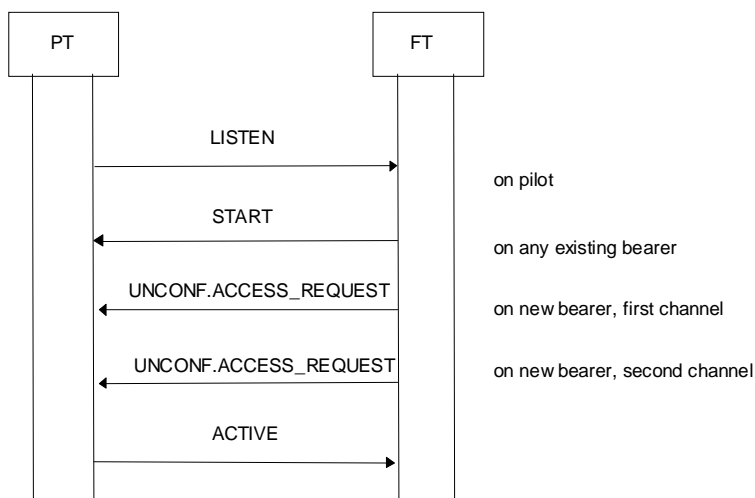 PT
FT
LISTEN
on pilot
START
on any existing bearer
UNCONF.ACCESS_REQUEST
on new bearer, first channel
UNCONF.ACCESS_REQUEST
on new bearer, second channel
ACTIVE